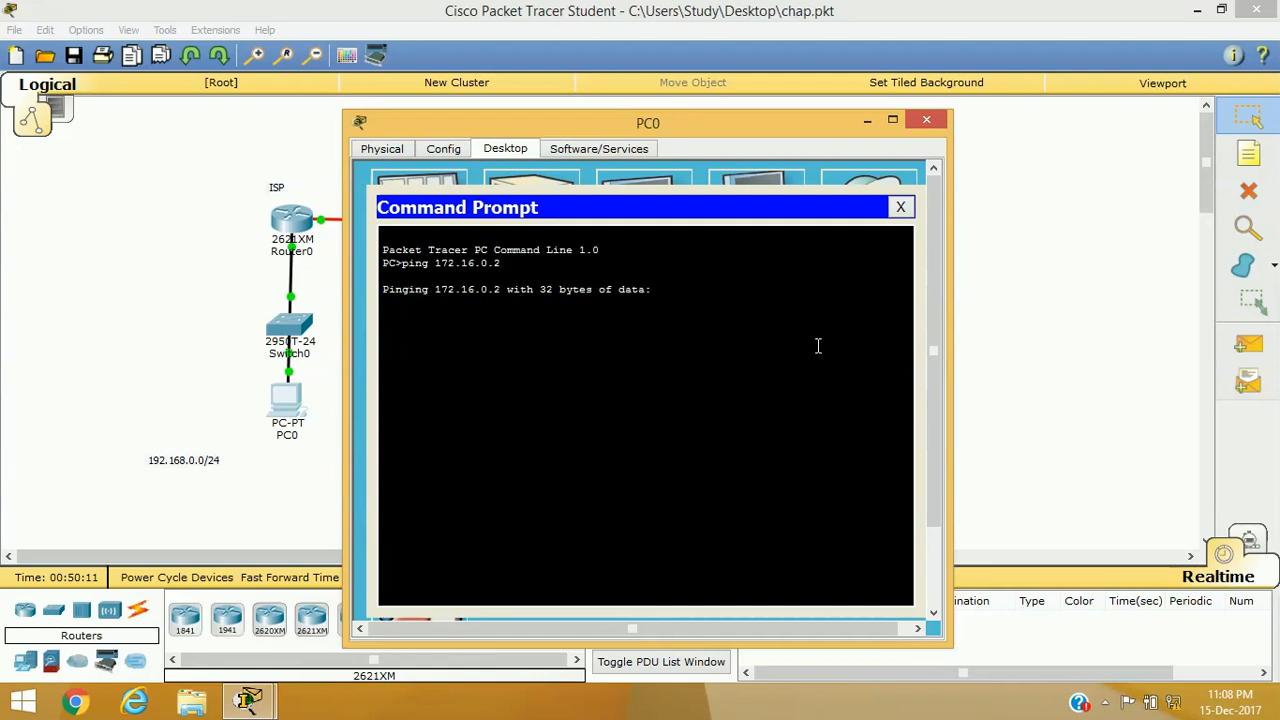 Cisco Packet Tracer Student - C:\Users\Study\Desktop\chap.pkt
File Edit Options View Tools Extensions Help
Logical [Root] New Cluster Move Object Set Tiled Background Viewport
PC0
Physical Config Desktop Software/Services
Command Prompt X
Packet Tracer PC Command Line 1.0
PC>ping 172.16.0.2
Pinging 172.16.0.2 with 32 bytes of data:
ISP
2621XM
Router0
2950T-24
Switch0
PC-PT
PC0
192.168.0.0/24
Time: 00:50:11 Power Cycle Devices Fast Forward Time
Realtime
Routers
1841 1941 2620XM 2621XM
2621XM
Toggle PDU List Window
ination Type Color Time(sec) Periodic Num
11:08 PM
15-Dec-2017